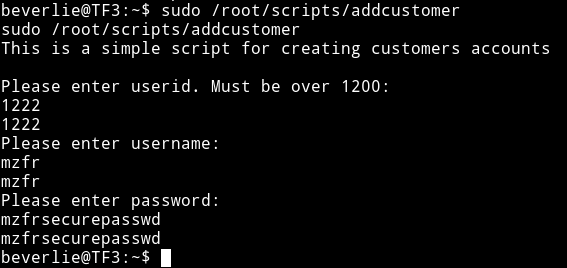 beverlie@TF3:~$ sudo /root/scripts/addcustomer
sudo /root/scripts/addcustomer
This is a simple script for creating customers accounts
Please enter userid. Must be over 1200:
1222
1222
Please enter username:
mzfr
mzfr
Please enter password:
mzfrsecurepasswd
mzfrsecurepasswd
beverlie@TF3:~$